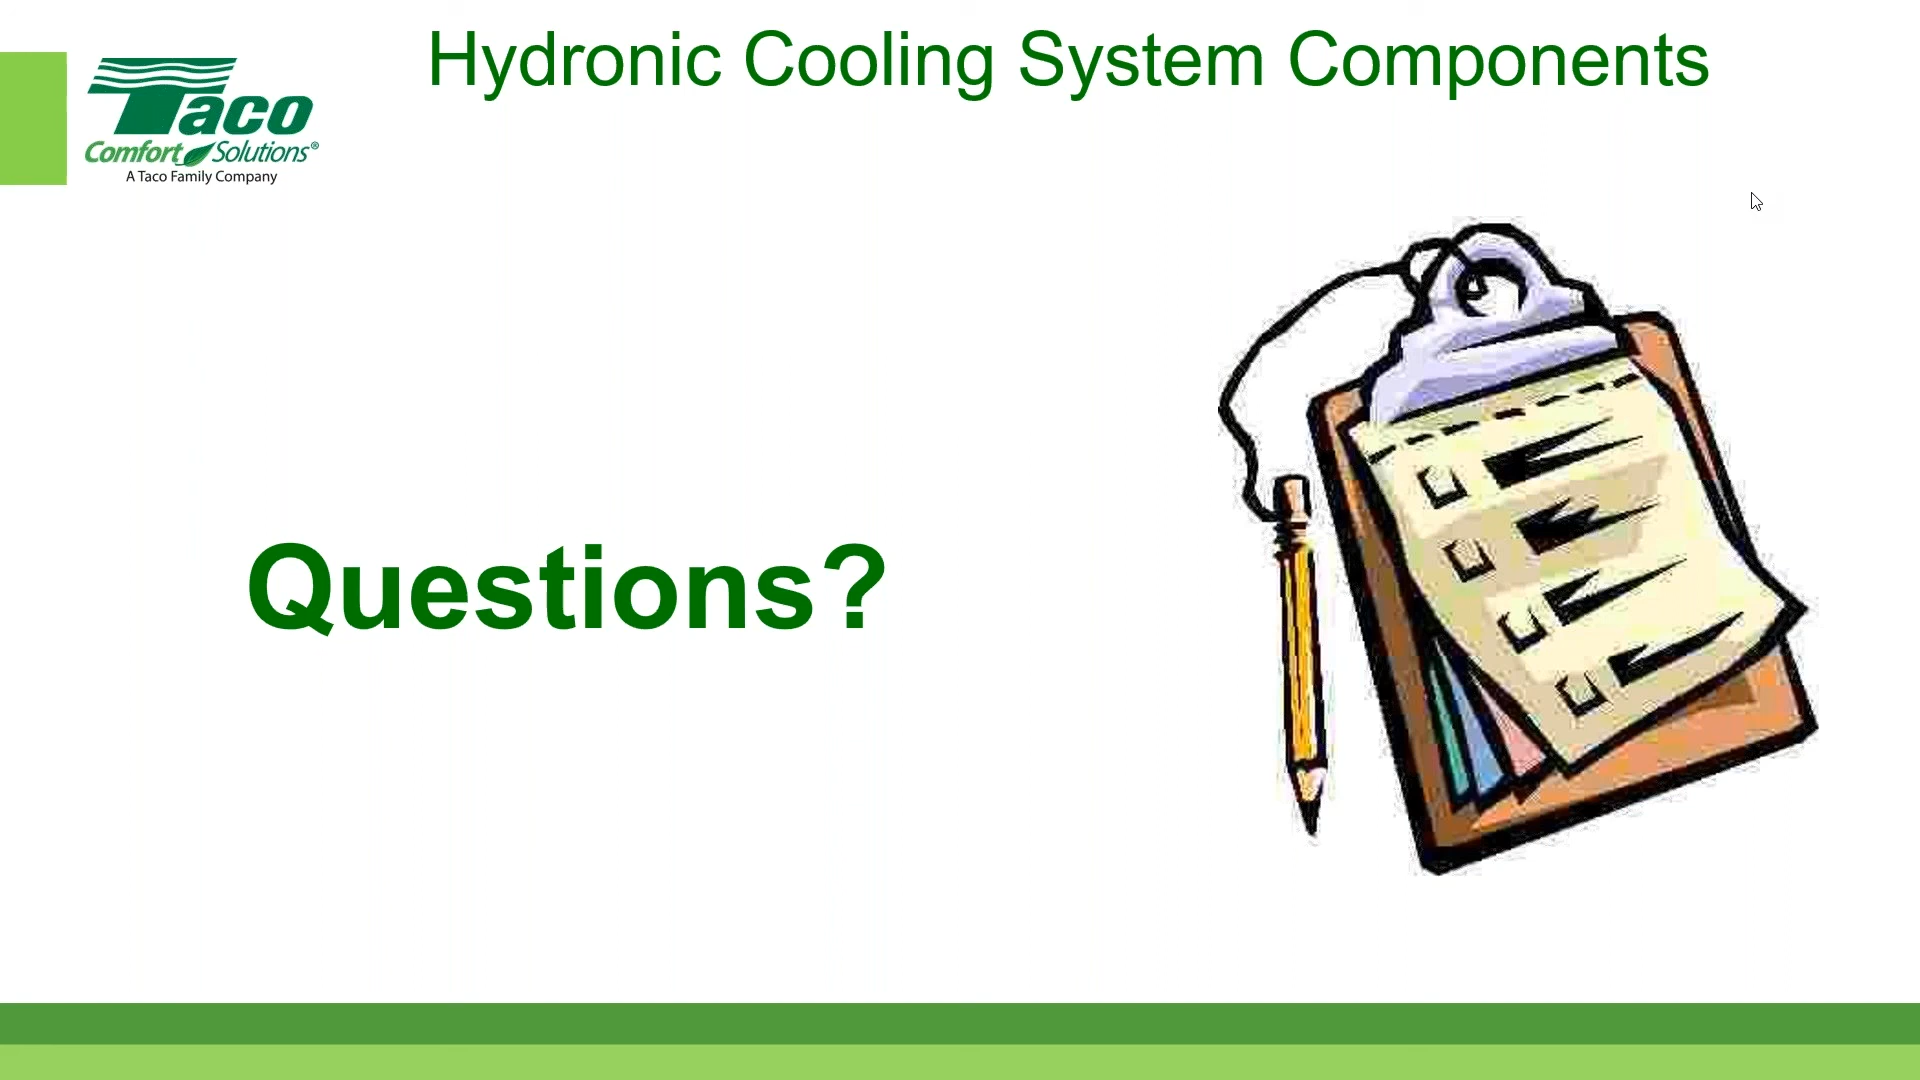 Hydronic Cooling System Components
Taco
Comfort Solutions®
A Taco Family Company
Questions?